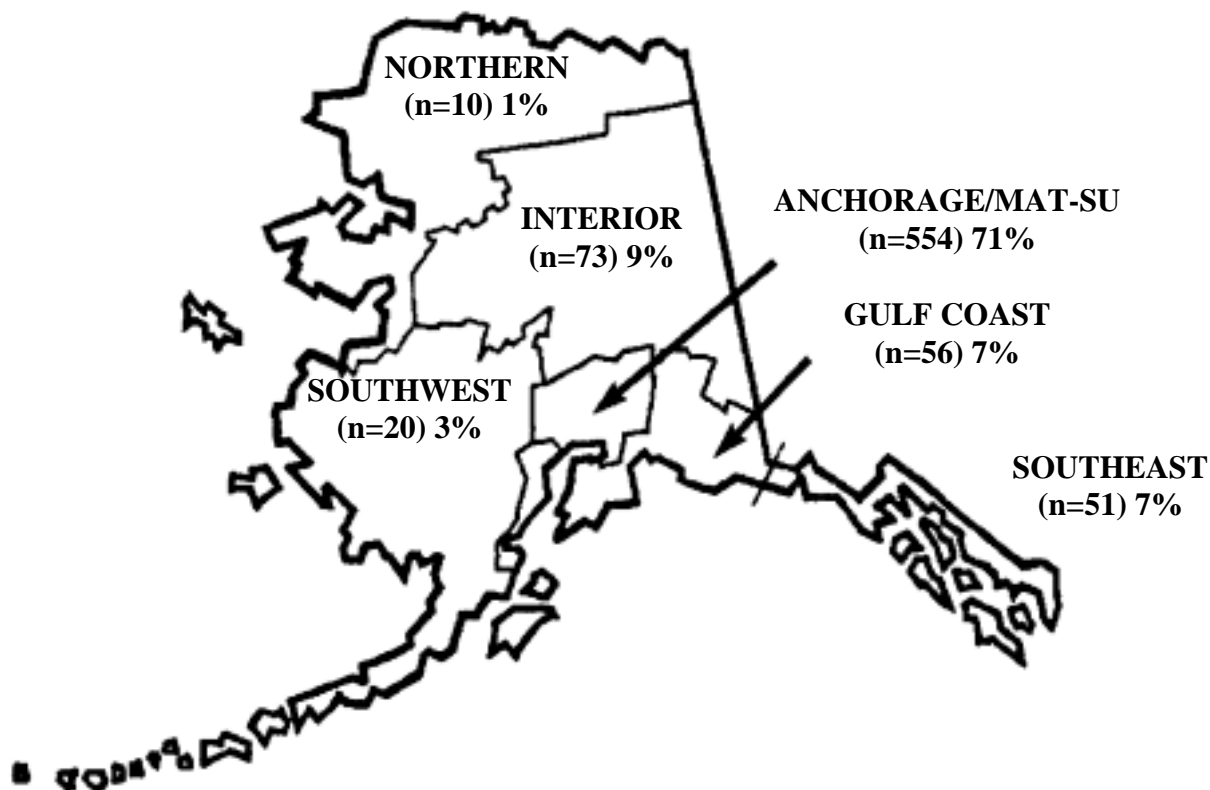 NORTHERN
(n=10) 1%
INTERIOR
(n=73) 9%
ANCHORAGE/MAT-SU
(n=554) 71%
GULF COAST
(n=56) 7%
SOUTHWEST
(n=20) 3%
SOUTHEAST
(n=51) 7%